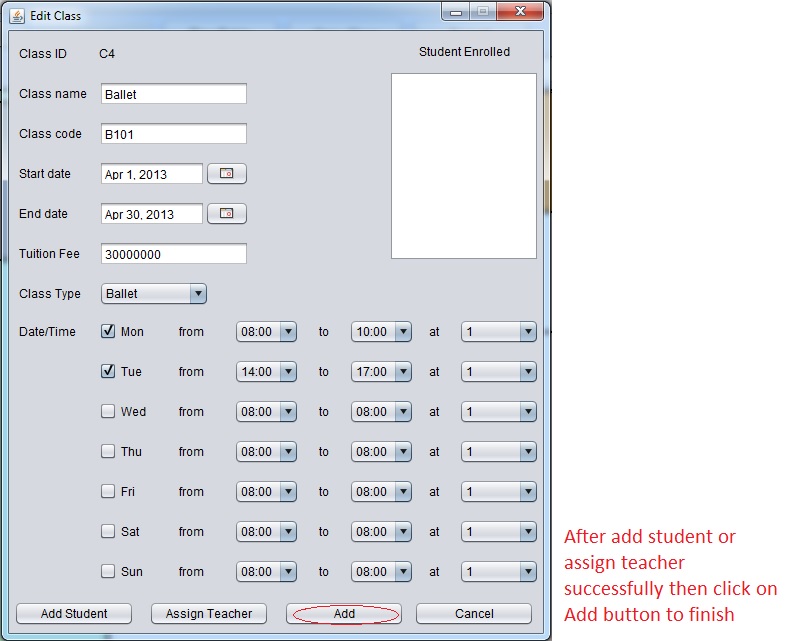 Edit Class
Class ID C4 Student Enrolled
Class name Ballet
Class code B101
Start date Apr 1, 2013
End date Apr 30, 2013
Tuition Fee 30000000
Class Type Ballet
Date/Time Mon from 08:00 to 10:00 at 1
Tue from 14:00 to 17:00 at 1
Wed from 08:00 to 08:00 at 1
Thu from 08:00 to 08:00 at 1
Fri from 08:00 to 08:00 at 1
Sat from 08:00 to 08:00 at 1
Sun from 08:00 to 08:00 at 1
Add Student Assign Teacher Add Cancel
After add student or
assign teacher
successfully then click on
Add button to finish